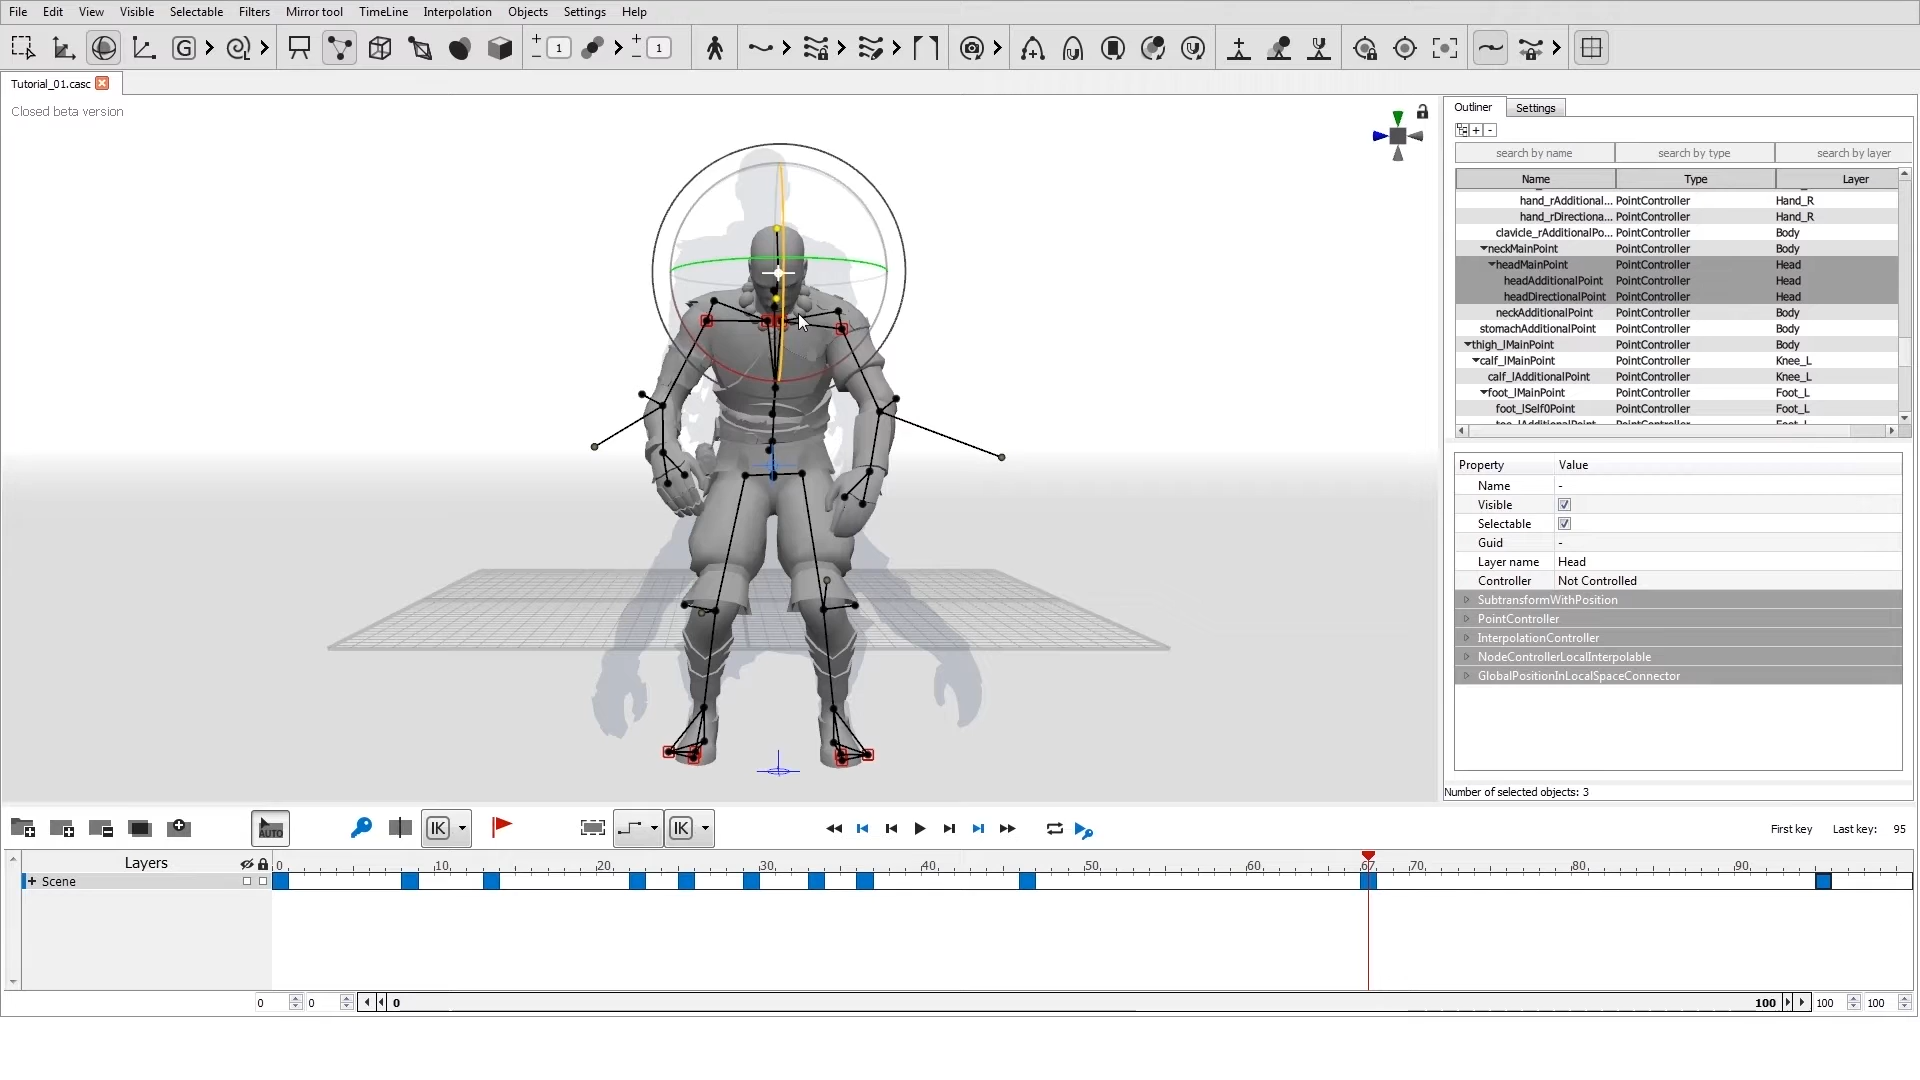 File Edit View Visible Selectable Filters Mirror tool TimeLine Interpolation Objects Settings Help
G 1 1
Tutorial_01.casc
Closed beta version
Outliner Settings
search by name search by type search by layer
Name Type Layer
hand_rAdditional... PointController Hand_R
hand_rDirectiona... PointController Hand_R
clavicle_rAdditionalPo... PointController Body
neckMainPoint PointController Body
headMainPoint PointController Head
headAdditionalPoint PointController Head
headDirectionalPoint PointController Head
neckAdditionalPoint PointController Body
stomachAdditionalPoint PointController Body
thigh_lMainPoint PointController Body
calf_lMainPoint PointController Knee_L
calf_lAdditionalPoint PointController Knee_L
foot_lMainPoint PointController Foot_L
foot_lSelf0Point PointController Foot_L
Property Value
Name -
Visible
Selectable
Guid -
Layer name Head
Controller Not Controlled
SubtransformWithPosition
PointController
InterpolationController
NodeControllerLocalInterpolable
GlobalPositionInLocalSpaceConnector
Number of selected objects: 3
AUTO IK IK First key Last key: 95
Layers 0 10 20 30 40 50 60 67 70 80 90
+ Scene
0 0 0 100 100 100